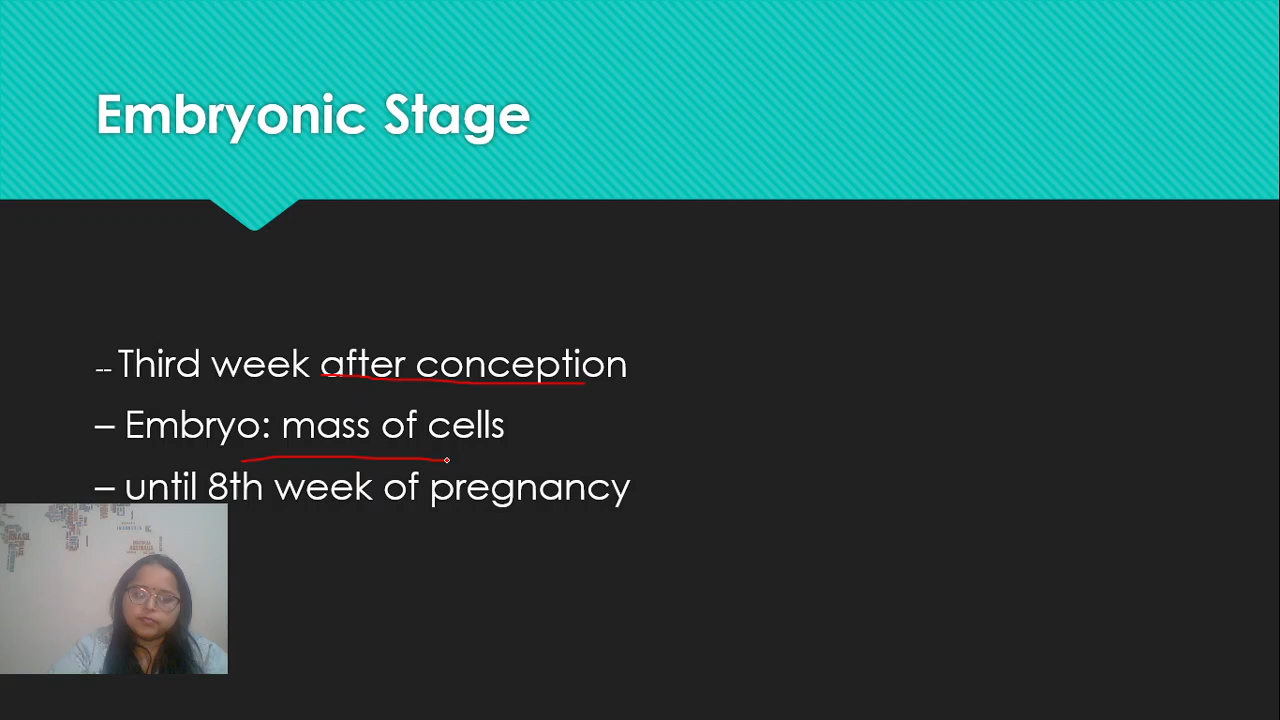 Embryonic Stage
-- Third week after conception
– Embryo: mass of cells
– until 8th week of pregnancy